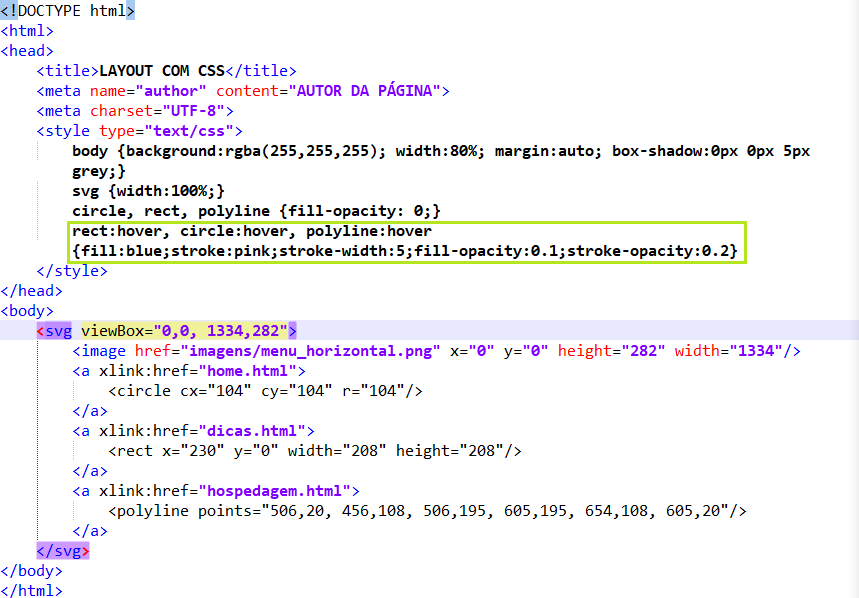 <!DOCTYPE html>
<html>
<head>
<title>LAYOUT COM CSS</title>
<meta name="author" content="AUTOR DA PÁGINA">
<meta charset="UTF-8">
<style type="text/css">
body {background:rgba(255,255,255); width:80%; margin:auto; box-shadow:0px 0px 5px
grey;}
svg {width:100%;}
circle, rect, polyline {fill-opacity: 0;}
rect:hover, circle:hover, polyline:hover
{fill:blue;stroke:pink;stroke-width:5;fill-opacity:0.1;stroke-opacity:0.2}
</style>
</head>
<body>
<svg viewBox="0,0, 1334,282">
<image href="imagens/menu_horizontal.png" x="0" y="0" height="282" width="1334"/>
<a xlink:href="home.html">
<circle cx="104" cy="104" r="104"/>
</a>
<a xlink:href="dicas.html">
<rect x="230" y="0" width="208" height="208"/>
</a>
<a xlink:href="hospedagem.html">
<polyline points="506,20, 456,108, 506,195, 605,195, 654,108, 605,20"/>
</a>
</svg>
</body>
</html>